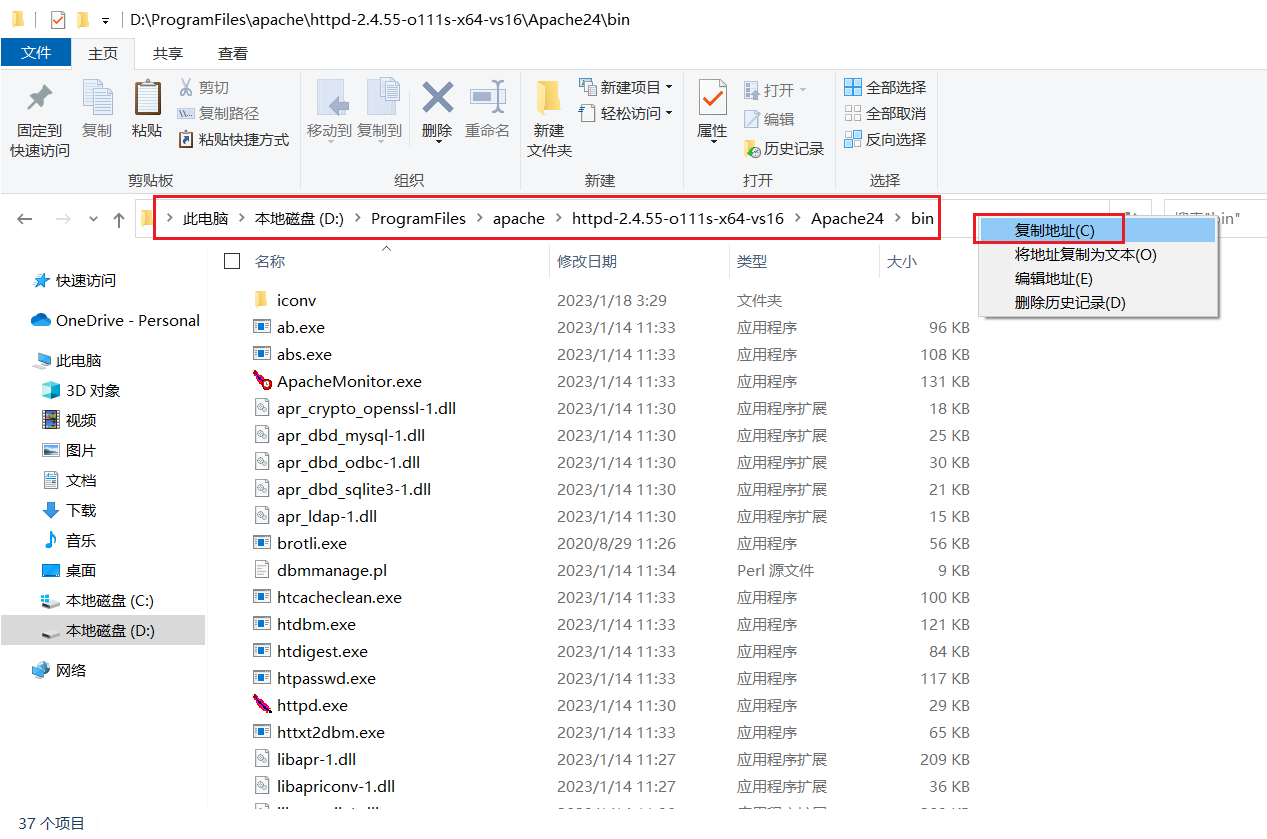 D:\ProgramFiles\apache\httpd-2.4.55-o111s-x64-vs16\Apache24\bin
文件 主页 共享 查看
固定到快速访问
复制
粘贴
剪切
复制路径
粘贴快捷方式
剪贴板
移动到 复制到 删除 重命名
组织
新建文件夹
新建项目
轻松访问
新建
属性
打开
编辑
历史记录
打开
全部选择
全部取消
反向选择
选择
此电脑 本地磁盘 (D:) ProgramFiles apache httpd-2.4.55-o111s-x64-vs16 Apache24 bin
复制地址(C)
将地址复制为文本(O)
编辑地址(E)
删除历史记录(D)
快速访问
OneDrive - Personal
此电脑
3D 对象
视频
图片
文档
下载
音乐
桌面
本地磁盘 (C:)
本地磁盘 (D:)
网络
名称 修改日期 类型 大小
iconv 2023/1/18 3:29 文件夹
ab.exe 2023/1/14 11:33 应用程序 96 KB
abs.exe 2023/1/14 11:33 应用程序 108 KB
ApacheMonitor.exe 2023/1/14 11:33 应用程序 131 KB
apr_crypto_openssl-1.dll 2023/1/14 11:30 应用程序扩展 18 KB
apr_dbd_mysql-1.dll 2023/1/14 11:30 应用程序扩展 25 KB
apr_dbd_odbc-1.dll 2023/1/14 11:30 应用程序扩展 30 KB
apr_dbd_sqlite3-1.dll 2023/1/14 11:30 应用程序扩展 21 KB
apr_ldap-1.dll 2023/1/14 11:30 应用程序扩展 15 KB
brotli.exe 2020/8/29 11:26 应用程序 56 KB
dbmmanage.pl 2023/1/14 11:34 Perl 源文件 9 KB
htcacheclean.exe 2023/1/14 11:33 应用程序 100 KB
htdbm.exe 2023/1/14 11:33 应用程序 121 KB
htdigest.exe 2023/1/14 11:33 应用程序 84 KB
htpasswd.exe 2023/1/14 11:33 应用程序 117 KB
httpd.exe 2023/1/14 11:30 应用程序 29 KB
httxt2dbm.exe 2023/1/14 11:33 应用程序 65 KB
libapr-1.dll 2023/1/14 11:27 应用程序扩展 209 KB
libapriconv-1.dll 2023/1/14 11:27 应用程序扩展 36 KB
37 个项目